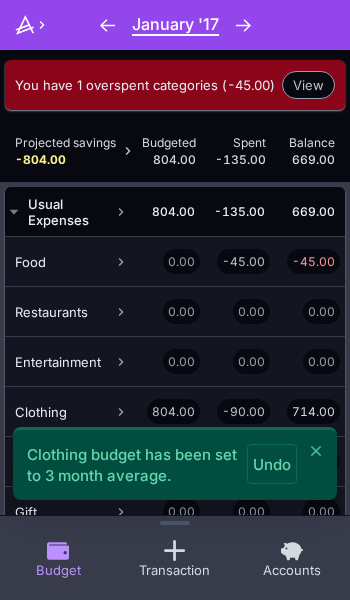 January '17
You have 1 overspent categories (-45.00) View
Projected savings Budgeted Spent Balance
-804.00 804.00 -135.00 669.00
Usual
Expenses 804.00 -135.00 669.00
Food 0.00 -45.00 -45.00
Restaurants 0.00 0.00 0.00
Entertainment 0.00 0.00 0.00
Clothing 804.00 -90.00 714.00
Clothing budget has been set
to 3 month average.
Undo
Gift 0.00 0.00 0.00
Budget Transaction Accounts